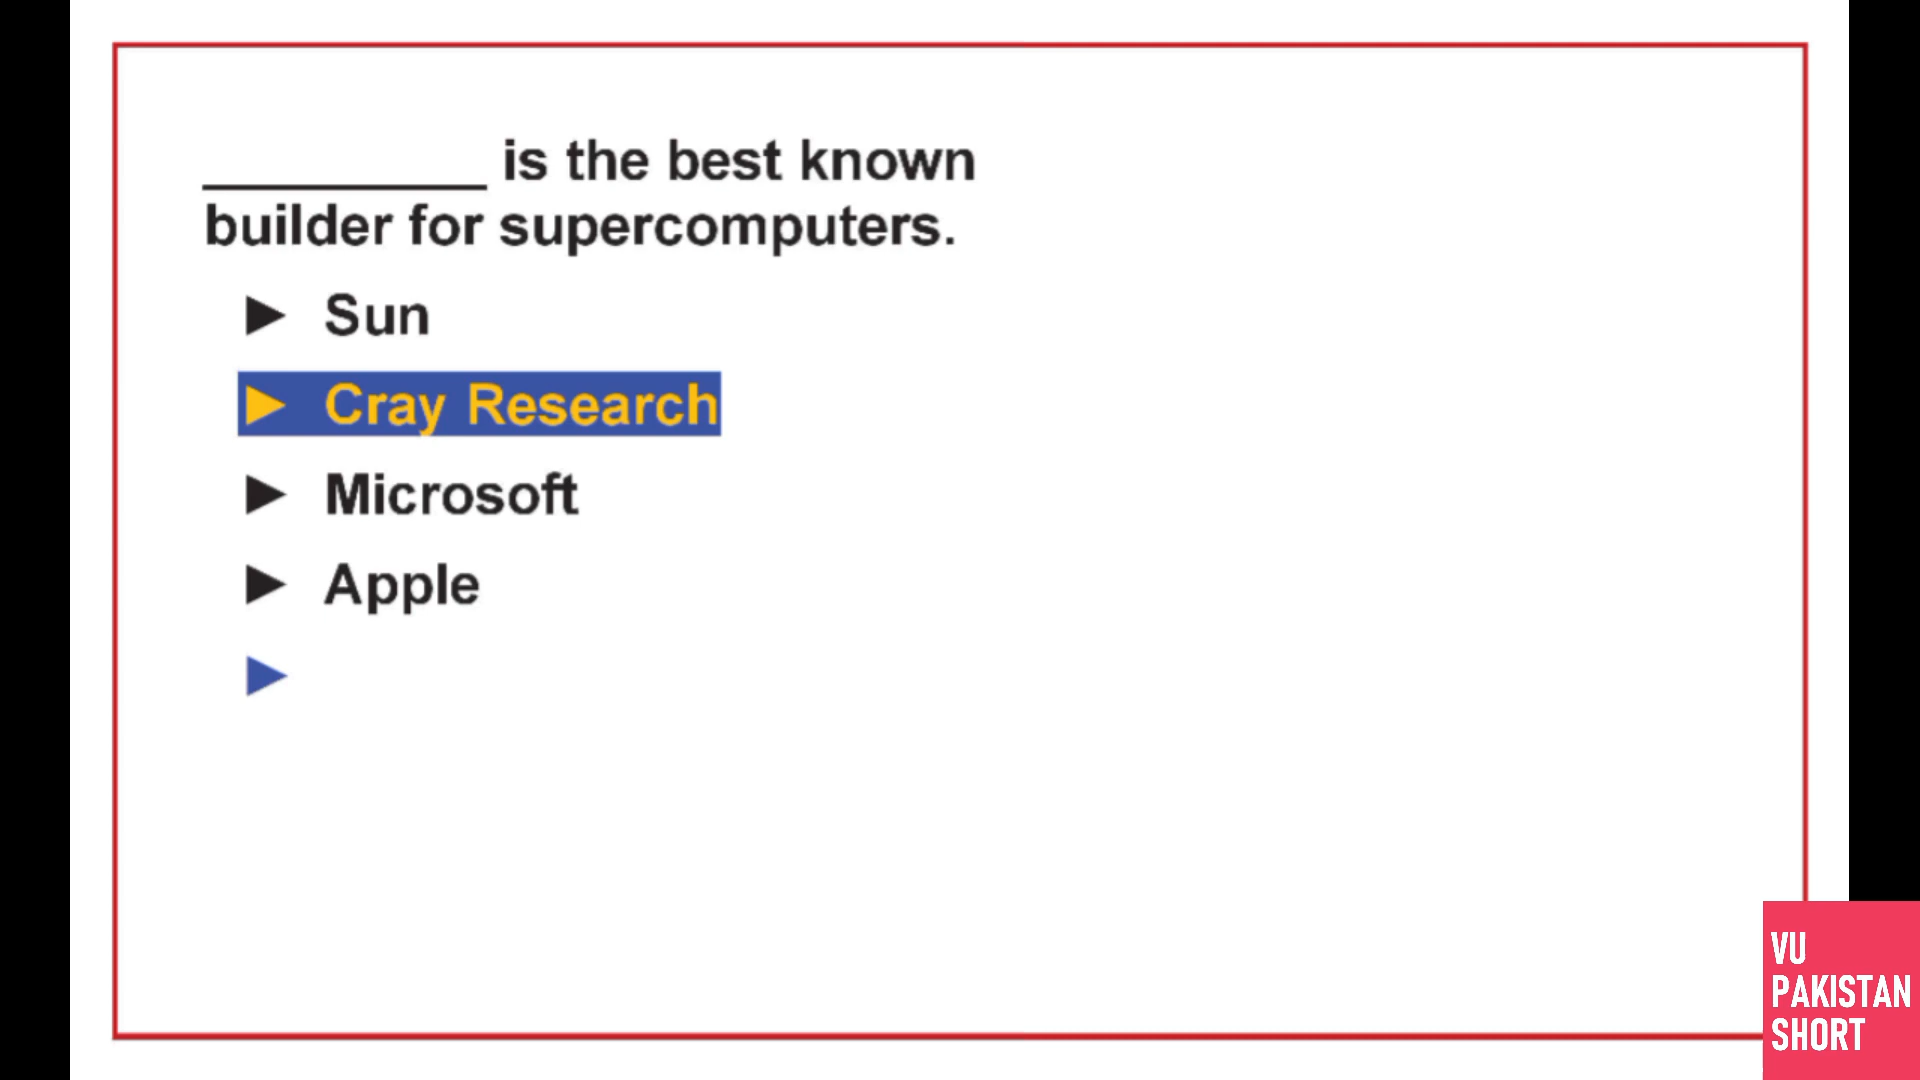 __________ is the best known
builder for supercomputers.
► Sun
► Cray Research
► Microsoft
► Apple
►
VU
PAKISTAN
SHORT